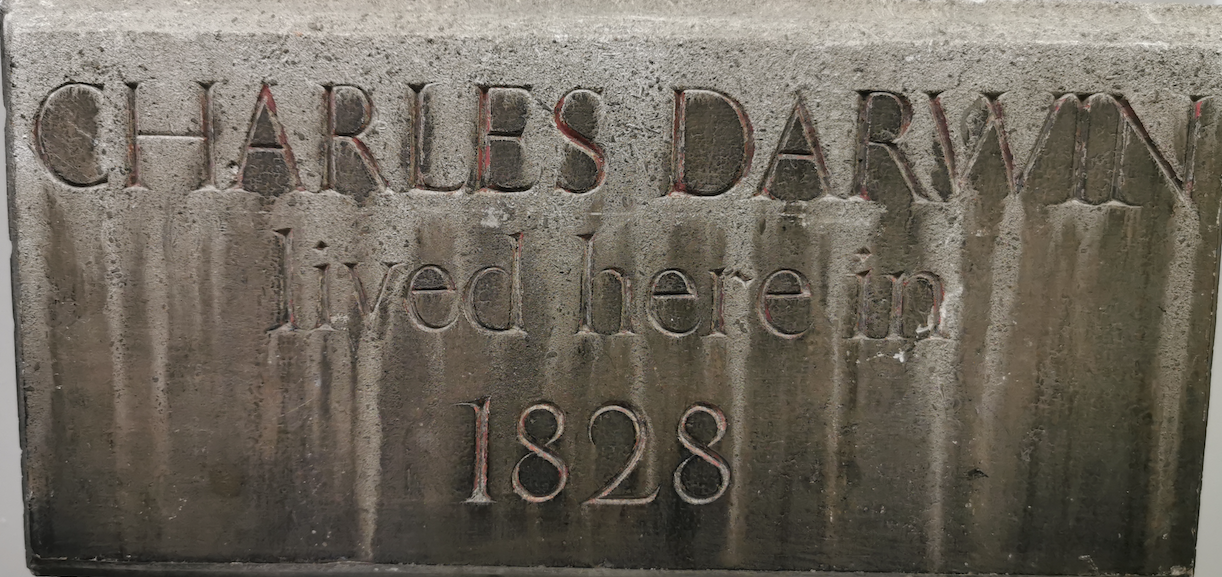 CHARLES DARWIN
lived here in
1828